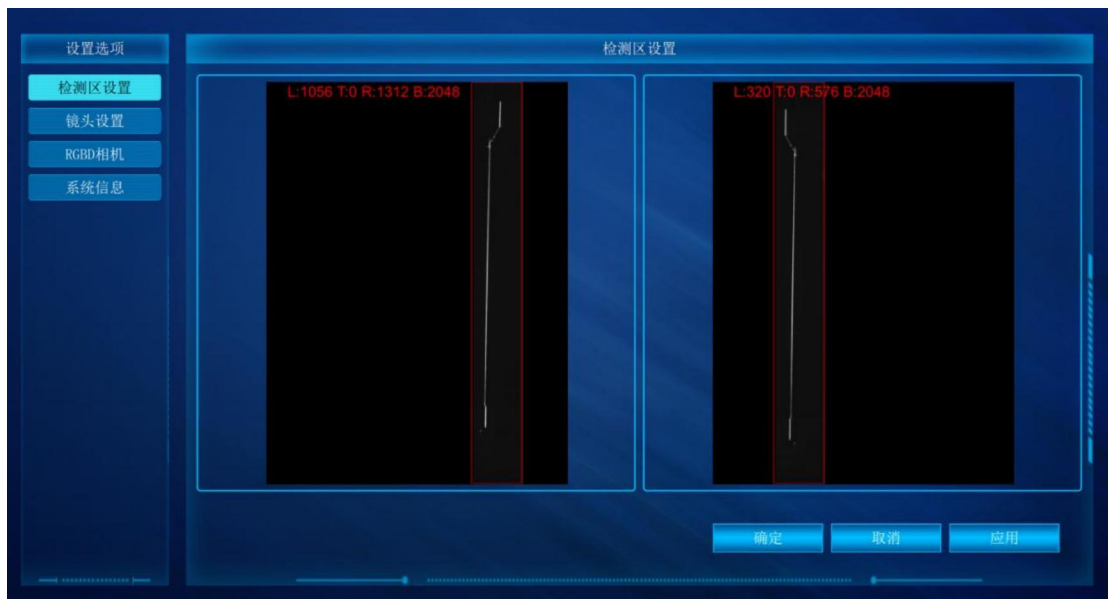 设置选项
检测区设置
镜头设置
RGBD相机
系统信息
检测区设置
L:1056 T:0 R:1312 B:2048
L:320 T:0 R:576 B:2048
确定
取消
应用